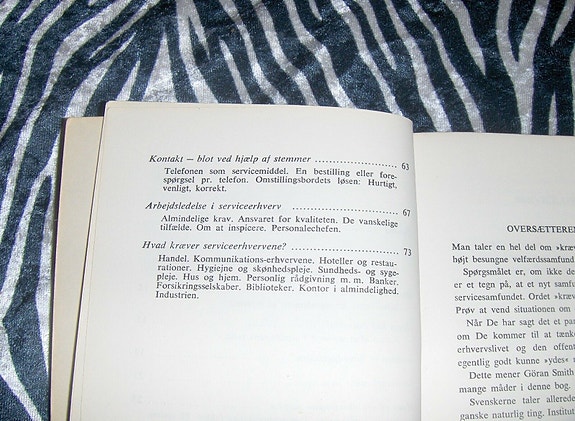 Kontakt — blot ved hjælp af stemmer ........................ 63
Telefonen som servicemiddel. En bestilling eller fore-
spørgsel pr. telefon. Omstillingsbordets løsen: Hurtigt,
venligt, korrekt.
Arbejdsledelse i serviceerhverv ........................ 67
Almindelige krav. Ansvaret for kvaliteten. De vanskelige
tilfælde. Om at inspicere. Personalechefen.
Hvad kræver serviceerhvervene? ........................ 73
Handel. Kommunikations-erhvervene. Hoteller og restau-
rationer. Hygiejne og skønhedspleje. Sundheds- og syge-
pleje. Hus og hjem. Personlig rådgivning m. m. Banker.
Forsikringsselskaber. Biblioteker. Kontor i almindelighed.
Industrien.
OVERSÆTTEREN
Man taler en hel del om »kræv
højt besungne velfærdssamfund
Spørgsmålet er, om ikke de
er et tegn på, at et nyt samf
servicesamfundet. Ordet »kræv
Prøv at vend situationen om
Når De har sagt det et par
om De kommer til at tænke
erhvervslivet og den offent
egentlig godt kunne »ydes«
Dette mener Göran Smith
mange måder i denne bog.
Svenskerne taler allerede
ganske naturlig ting. Institut